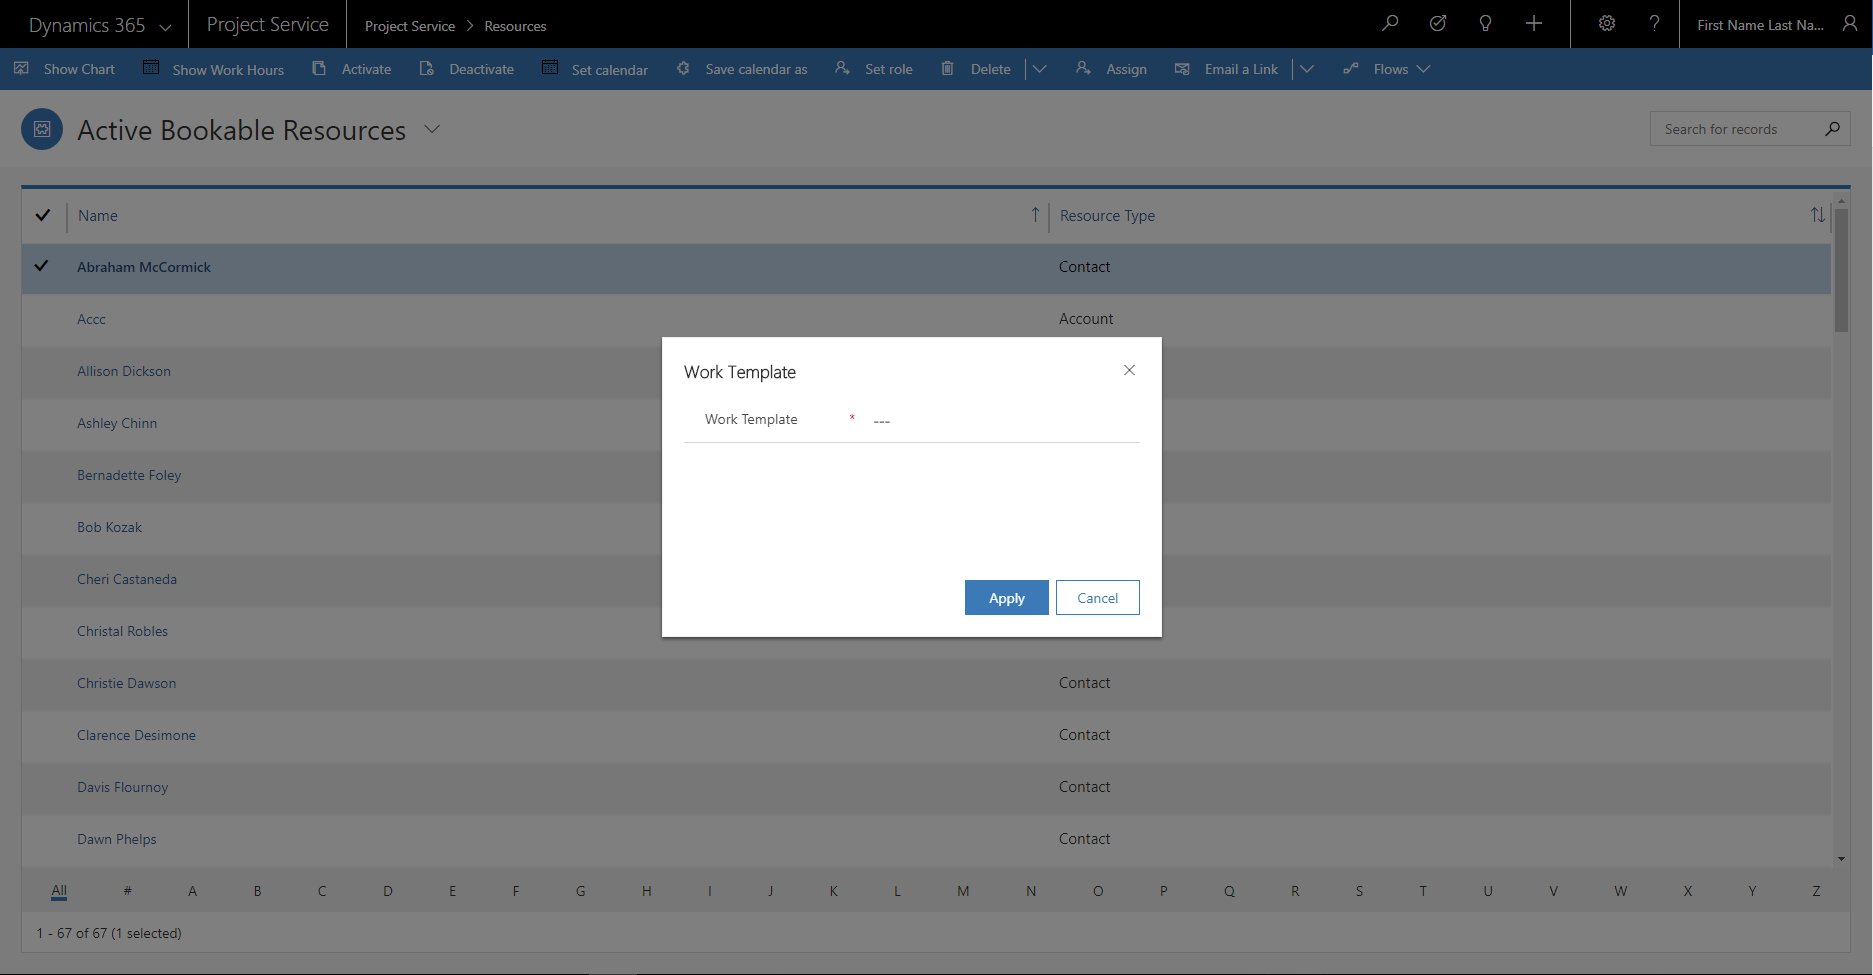 Dynamics 365 Project Service Project Service > Resources First Name Last Na...
Show Chart Show Work Hours Activate Deactivate Set calendar Save calendar as Set role Delete Assign Email a Link Flows
Active Bookable Resources
Search for records
Name Resource Type
Abraham McCormick Contact
Accc Account
Allison Dickson
Ashley Chinn
Bernadette Foley
Bob Kozak
Cheri Castaneda
Christal Robles
Christie Dawson Contact
Clarence Desimone Contact
Davis Flournoy Contact
Dawn Phelps Contact
Work Template
Work Template * ---
Apply Cancel
All # A B C D E F G H I J K L M N O P Q R S T U V W X Y Z
1 - 67 of 67 (1 selected)